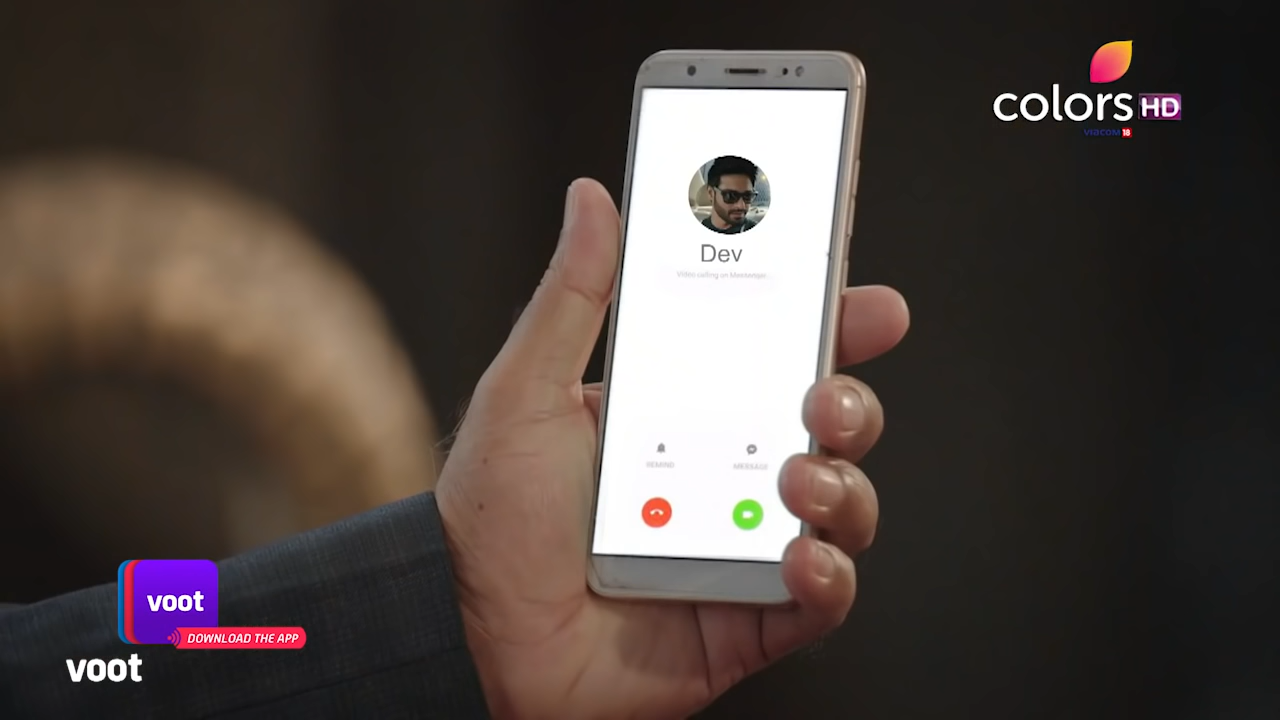 colors HD
VIACOM 18
Dev
Video calling on Messenger
REMIND
MESSAGE
voot
DOWNLOAD THE APP
voot